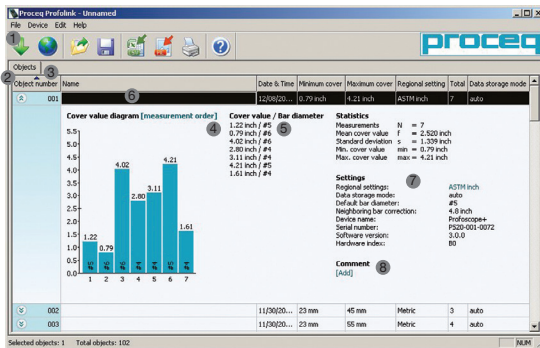 Proceq Profolink - Unnamed
File Device Edit Help
1
proceq
Objects
2 3
Object number Name Date & Time Minimum cover Maximum cover Regional setting Total Data storage mode
001 6 12/08/20... 0.79 inch 4.21 inch ASTM inch 7 auto
Cover value diagram [measurement order]
4
5.5
5.0
4.5
4.0
3.5
3.0
2.5
2.0
1.5
1.0
0.5
0.0
1.22 0.79 4.02 2.80 3.11 4.21 1.61
#5 #6 #6 #4 #4 #5 #4
1 2 3 4 5 6 7
Cover value / Bar diameter
1.22 inch / #5
5
0.79 inch / #6
4.02 inch / #6
2.80 inch / #4
3.11 inch / #4
4.21 inch / #5
1.61 inch / #4
Statistics
Measurements N = 7
Mean cover value f = 2.520 inch
Standard deviation s = 1.339 inch
Min. cover value min = 0.79 inch
Max. cover value max = 4.21 inch
Settings
7
Regional settings: ASTM inch
Data storage mode: auto
Default bar diameter: #5
Neighboring bar correction: 4.8 inch
Device name: Profoscope+
Serial number: PS20-001-0072
Software version: 3.0.0
Hardware index: B0
Comment
[Add]
8
002 11/30/20... 23 mm 45 mm Metric 3 auto
003 11/30/20... 23 mm 55 mm Metric 4 auto
Selected objects: 1 Total objects: 102 NUM